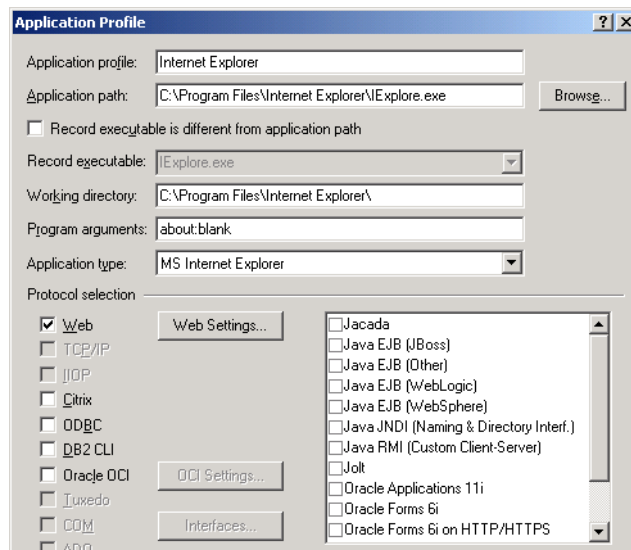 Application Profile
Application profile: Internet Explorer
Application path: C:\Program Files\Internet Explorer\IExplore.exe Browse...
Record executable is different from application path
Record executable: IExplore.exe
Working directory: C:\Program Files\Internet Explorer\
Program arguments: about:blank
Application type: MS Internet Explorer
Protocol selection
Web Web Settings...
TCP/IP
IIOP
Citrix
ODBC
DB2 CLI
Oracle OCI OCI Settings...
Tuxedo
COM Interfaces...
ADO
Jacada
Java EJB (JBoss)
Java EJB (Other)
Java EJB (WebLogic)
Java EJB (WebSphere)
Java JNDI (Naming & Directory Interf.)
Java RMI (Custom Client-Server)
Jolt
Oracle Applications 11i
Oracle Forms 6i
Oracle Forms 6i on HTTP/HTTPS